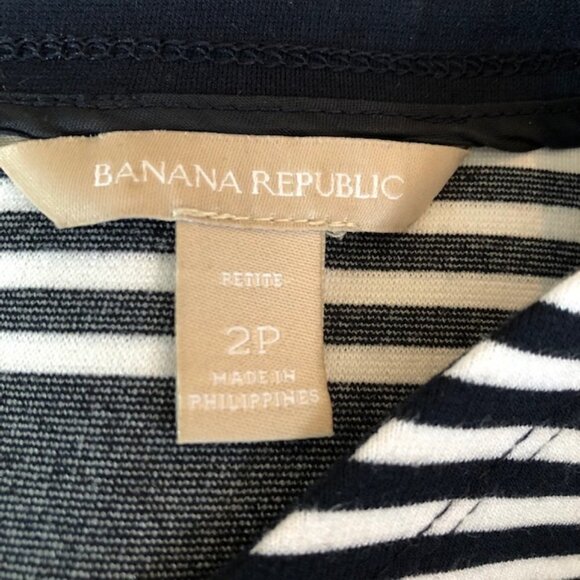 BANANA REPUBLIC
PETITE
2P
MADE IN
PHILIPPINES